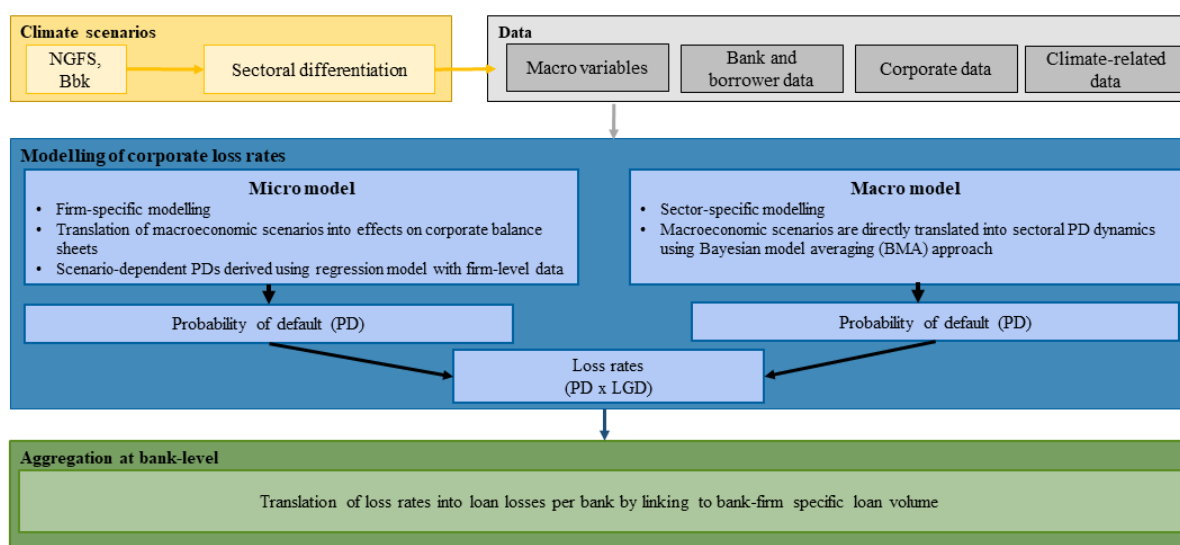 Climate scenarios
NGFS,
Bbk
Sectoral differentiation
Data
Macro variables
Bank and
borrower data
Corporate data
Climate-related
data
Modelling of corporate loss rates
Micro model
• Firm-specific modelling
• Translation of macroeconomic scenarios into effects on corporate balance
sheets
• Scenario-dependent PDs derived using regression model with firm-level data
Probability of default (PD)
Macro model
• Sector-specific modelling
• Macroeconomic scenarios are directly translated into sectoral PD dynamics
using Bayesian model averaging (BMA) approach
Probability of default (PD)
Loss rates
(PD x LGD)
Aggregation at bank-level
Translation of loss rates into loan losses per bank by linking to bank-firm specific loan volume